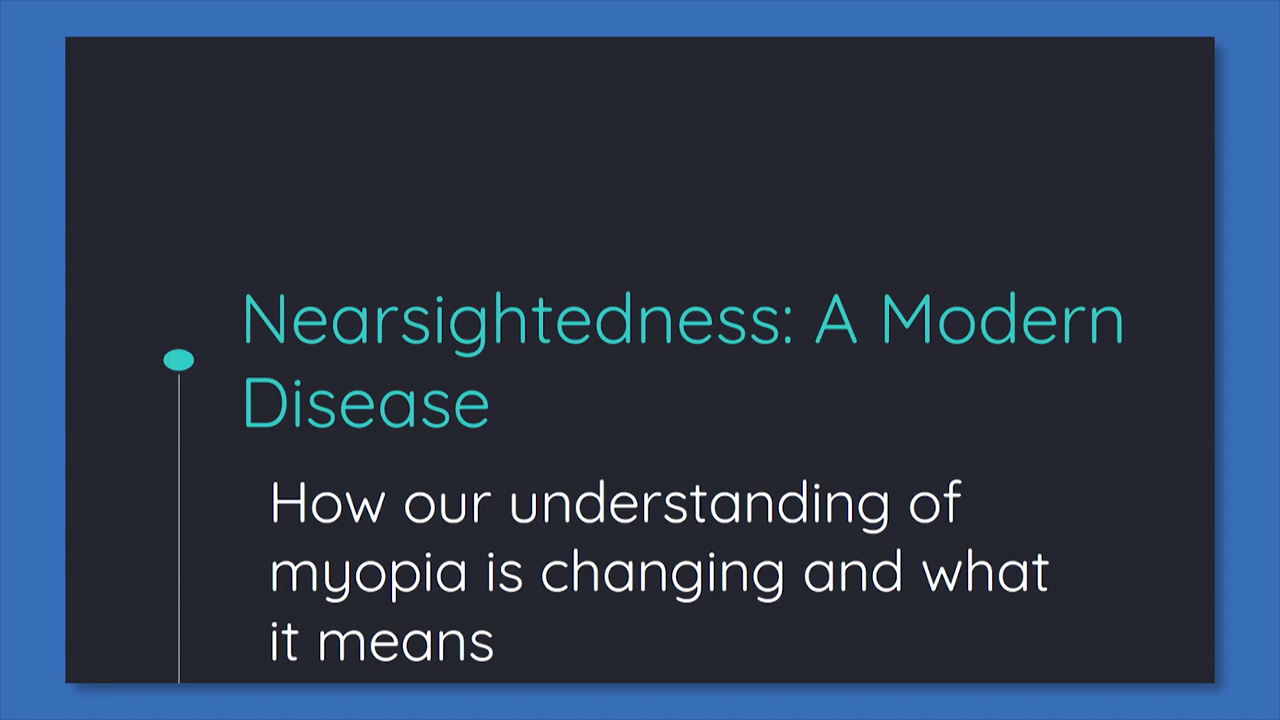 Nearsightedness: A Modern
Disease
How our understanding of
myopia is changing and what
it means